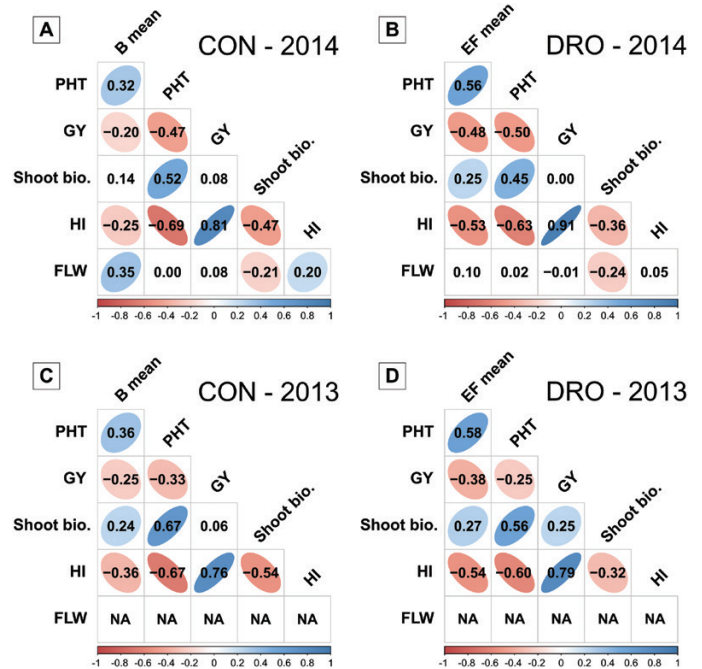 A
B mean
CON - 2014
PHT 0.32 PHT
GY −0.20 −0.47 GY
Shoot bio. 0.14 0.52 0.08 Shoot bio.
HI −0.25 −0.69 0.81 −0.47 HI
FLW 0.35 0.00 0.08 −0.21 0.20
-1 -0.8 -0.6 -0.4 -0.2 0 0.2 0.4 0.6 0.8 1
B
EF mean
DRO - 2014
0.56 PHT
−0.48 −0.50 GY
0.25 0.45 0.00 Shoot bio.
−0.53 −0.63 0.91 −0.36 HI
0.10 0.02 −0.01 −0.24 0.05
-1 -0.8 -0.6 -0.4 -0.2 0 0.2 0.4 0.6 0.8 1
C
B mean
CON - 2013
PHT 0.36 PHT
GY −0.25 −0.33 GY
Shoot bio. 0.24 0.67 0.06 Shoot bio.
HI −0.36 −0.67 0.76 −0.54 HI
FLW NA NA NA NA NA
-1 -0.8 -0.6 -0.4 -0.2 0 0.2 0.4 0.6 0.8 1
D
EF mean
DRO - 2013
PHT 0.58 PHT
GY −0.38 −0.25 GY
Shoot bio. 0.27 0.56 0.25 Shoot bio.
HI −0.54 −0.60 0.79 −0.32 HI
FLW NA NA NA NA NA
-1 -0.8 -0.6 -0.4 -0.2 0 0.2 0.4 0.6 0.8 1